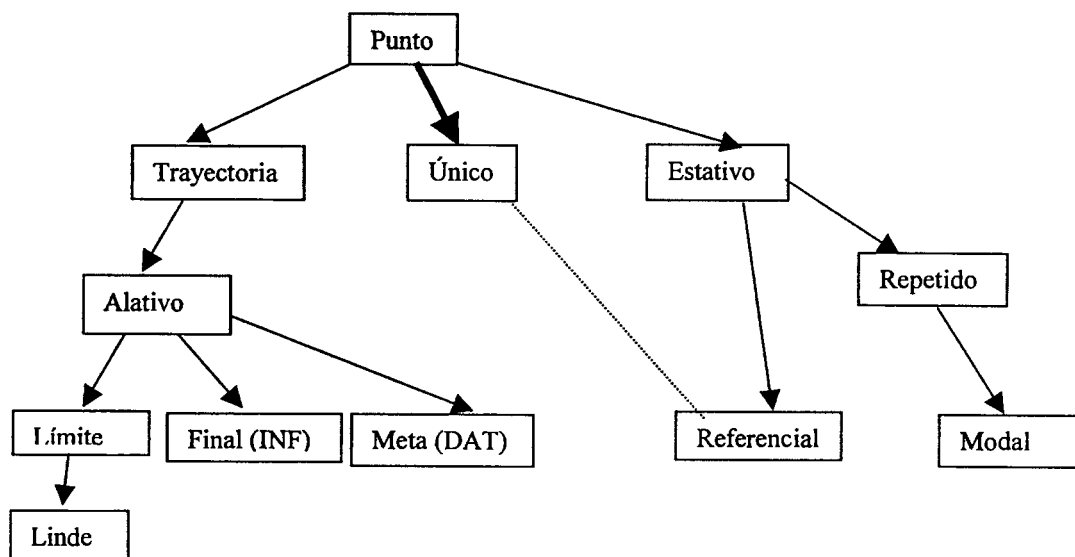 Punto
Trayectoria
Único
Estativo
Alativo
Repetido
Límite
Final (INF)
Meta (DAT)
Referencial
Modal
Linde